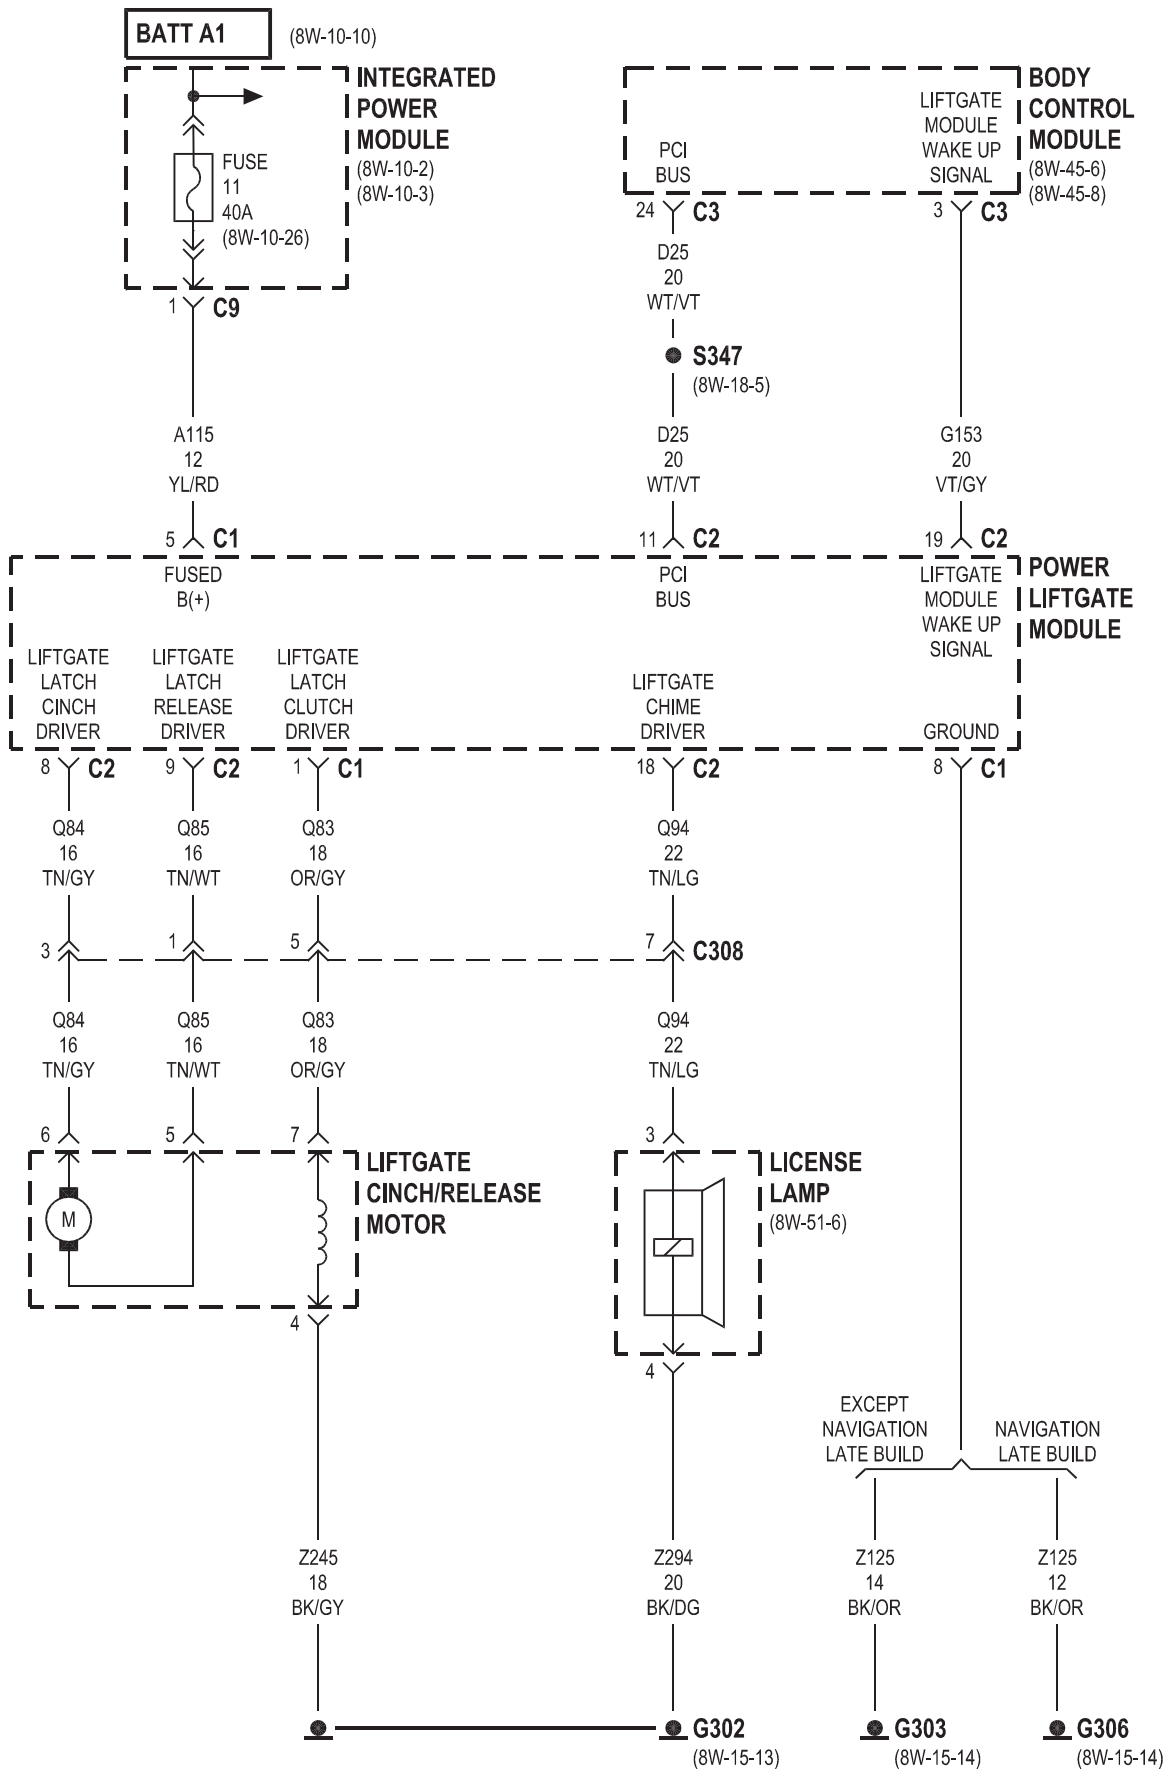 BATT A1
(8W-10-10)
INTEGRATED
POWER
MODULE
(8W-10-2)
(8W-10-3)
FUSE
11
40A
(8W-10-26)
1
C9
BODY
CONTROL
MODULE
(8W-45-6)
(8W-45-8)
PCI
BUS
LIFTGATE
MODULE
WAKE UP
SIGNAL
24
C3
3
C3
D25
20
WT/VT
S347
(8W-18-5)
A115
12
YL/RD
D25
20
WT/VT
G153
20
VT/GY
5
C1
11
C2
19
C2
FUSED
B(+)
PCI
BUS
LIFTGATE
MODULE
WAKE UP
SIGNAL
POWER
LIFTGATE
MODULE
LIFTGATE
LATCH
CINCH
DRIVER
LIFTGATE
LATCH
RELEASE
DRIVER
LIFTGATE
LATCH
CLUTCH
DRIVER
LIFTGATE
CHIME
DRIVER
GROUND
8
C2
9
C2
1
C1
18
C2
8
C1
Q84
16
TN/GY
Q85
16
TN/WT
Q83
18
OR/GY
Q94
22
TN/LG
3
1
5
7
C308
Q84
16
TN/GY
Q85
16
TN/WT
Q83
18
OR/GY
Q94
22
TN/LG
6
5
7
3
M
LIFTGATE
CINCH/RELEASE
MOTOR
LICENSE
LAMP
(8W-51-6)
4
4
EXCEPT
NAVIGATION
LATE BUILD
NAVIGATION
LATE BUILD
Z245
18
BK/GY
Z294
20
BK/DG
Z125
14
BK/OR
Z125
12
BK/OR
G302
(8W-15-13)
G303
(8W-15-14)
G306
(8W-15-14)